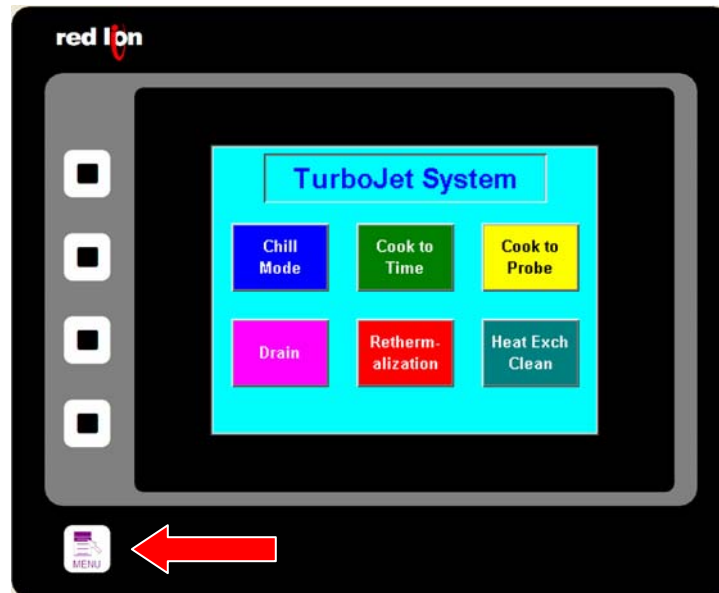 red lion
TurboJet System
Chill
Mode
Cook to
Time
Cook to
Probe
Drain
Retherm-
alization
Heat Exch
Clean
MENU